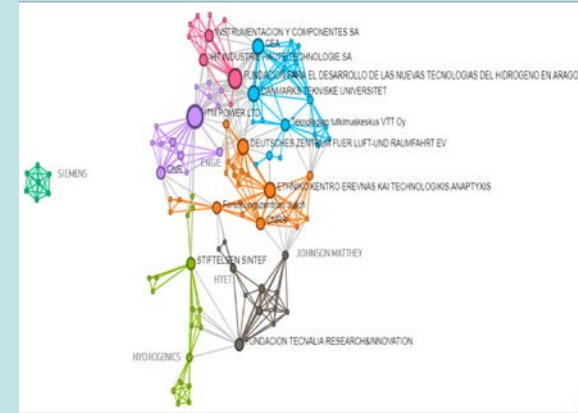 INSTRUMENTACION Y COMPONENTES SA
CEA
FUNDACION PARA EL DESARROLLO DE LAS NUEVAS TECNOLOGIAS DEL HIDROGENO EN ARAGO
DANMARKS TEKNISKE UNIVERSITET
ITM POWER LTD
Teknologian tutkimuskeskus VTT Oy
DEUTSCHES ZENTRUM FUER LUFT-UND RAUMFAHRT EV
ENGIE
CNR
SIEMENS
ETHNIKO KENTRO EREVNAS KAI TECHNOLOGIKIS ANAPTYXIS
JOHNSON MATTHEY
STIFTELSEN SINTEF
HYET
FUNDACION TECNALIA RESEARCH&INNOVATION
HYDROGENICS